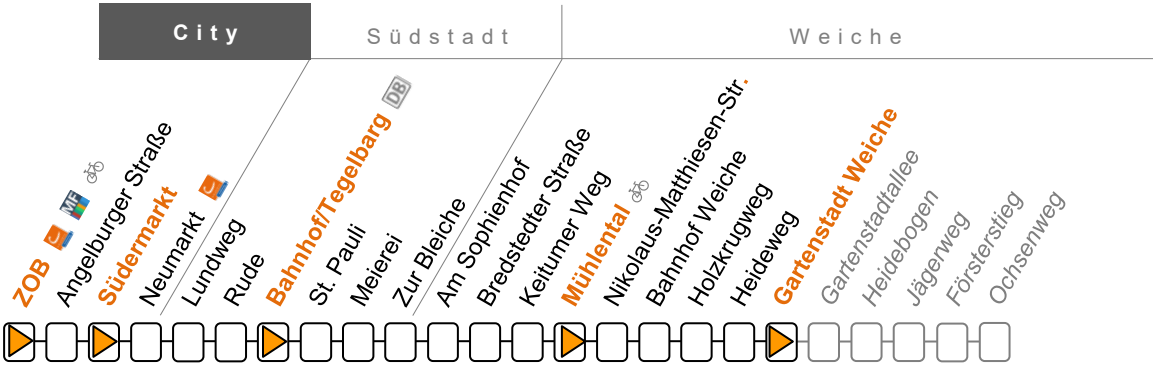 City
Südstadt
Weiche
ZOB MF
Angelburger Straße
Südermarkt
Neumarkt
Lundweg
Rude
Bahnhof/Tegelbarg DB
St. Pauli
Meierei
Zur Bleiche
Am Sophienhof
Bredstedter Straße
Keitumer Weg
Mühlental
Nikolaus-Matthiesen-Str.
Bahnhof Weiche
Holzkrugweg
Heideweg
Gartenstadt Weiche
Gartenstadtallee
Heidebogen
Jägerweg
Försterstieg
Ochsenweg